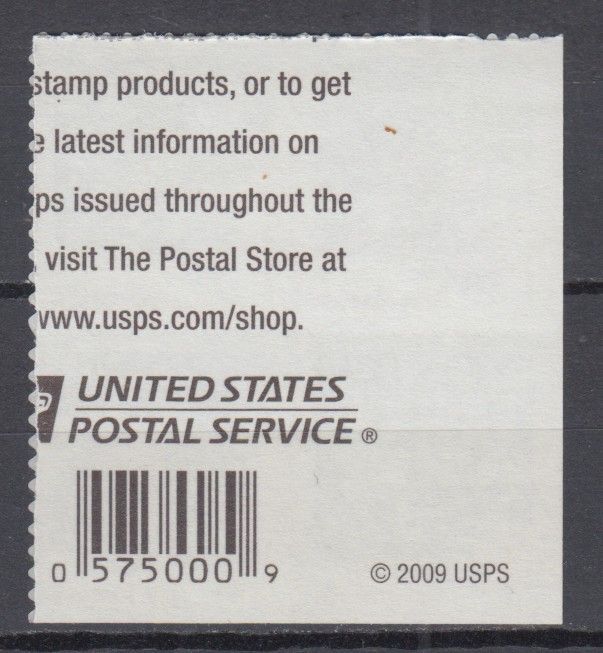 stamp products, or to get
latest information on
ps issued throughout the
, visit The Postal Store at
www.usps.com/shop.
UNITED STATES
POSTAL SERVICE®
0 575000 9
© 2009 USPS